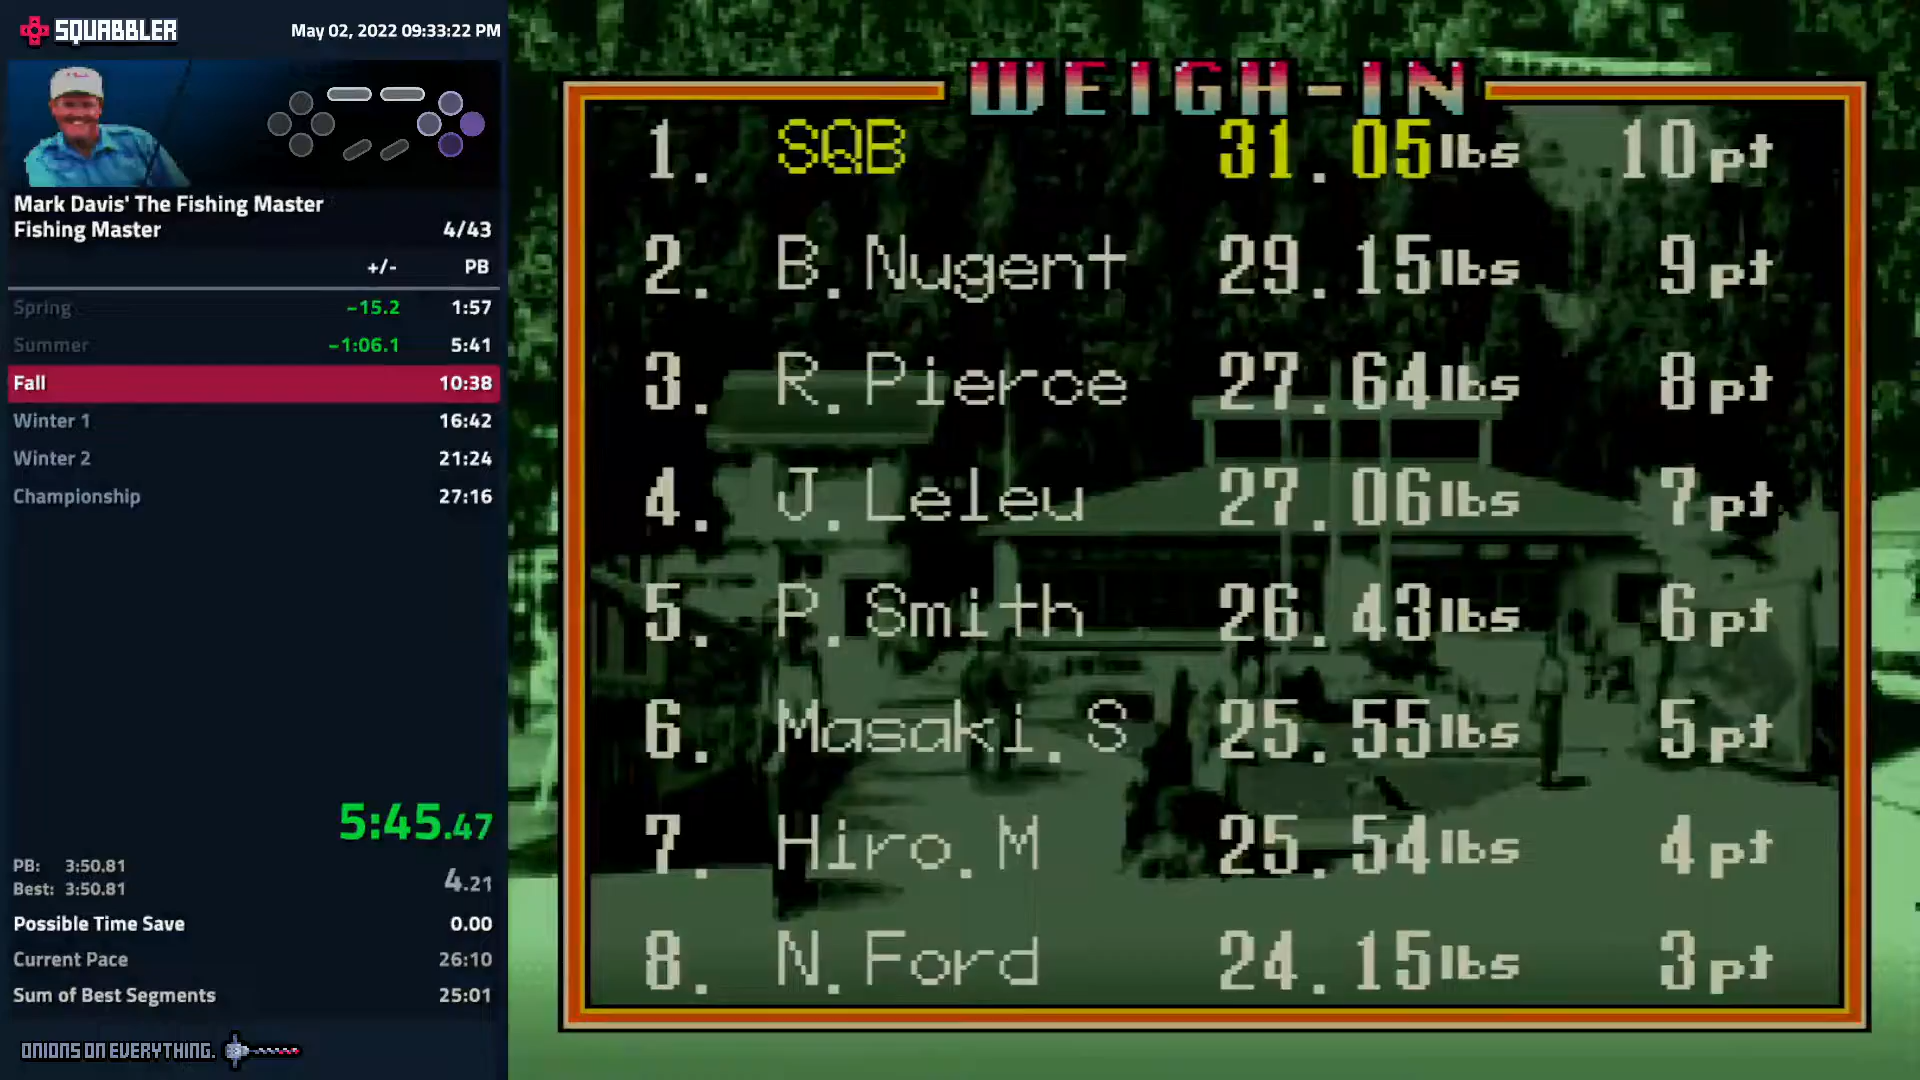 SQUABBLER
May 02, 2022 09:33:22 PM
Mark Davis' The Fishing Master
Fishing Master 4/43
+/- PB
Spring -15.2 1:57
Summer -1:06.1 5:41
Fall 10:38
Winter 1 16:42
Winter 2 21:24
Championship 27:16
5:45.47
PB: 3:50.81
Best: 3:50.81
4.21
Possible Time Save 0.00
Current Pace 26:10
Sum of Best Segments 25:01
ONIONS ON EVERYTHING.
WEIGH-IN
1. SQB 31.05lbs 10pt
2. B.Nugent 29.15lbs 9pt
3. R.Pierce 27.64lbs 8pt
4. J.Leleu 27.06lbs 7pt
5. P.Smith 26.43lbs 6pt
6. Masaki.S 25.55lbs 5pt
7. Hiro.M 25.54lbs 4pt
8. N.Ford 24.15lbs 3pt